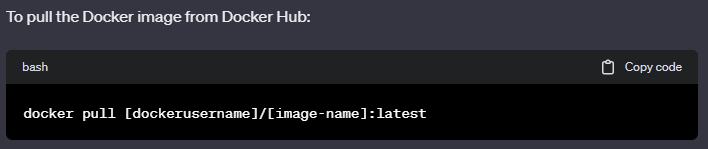 To pull the Docker image from Docker Hub:
bash
Copy code
docker pull [dockerusername]/[image-name]:latest